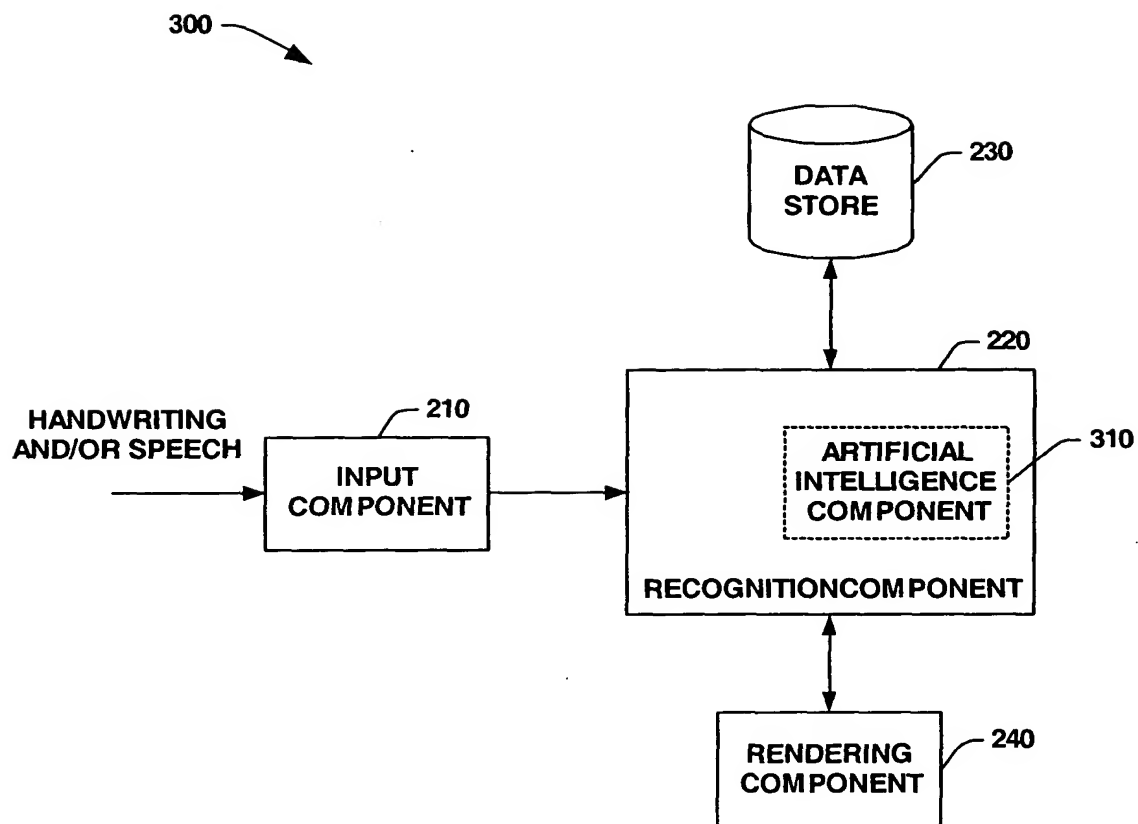 300
DATA
STORE
230
220
HANDWRITING
AND/OR SPEECH
210
INPUT
COMPONENT
ARTIFICIAL
INTELLIGENCE
COMPONENT
310
RECOGNITIONCOMPONENT
RENDERING
COMPONENT
240